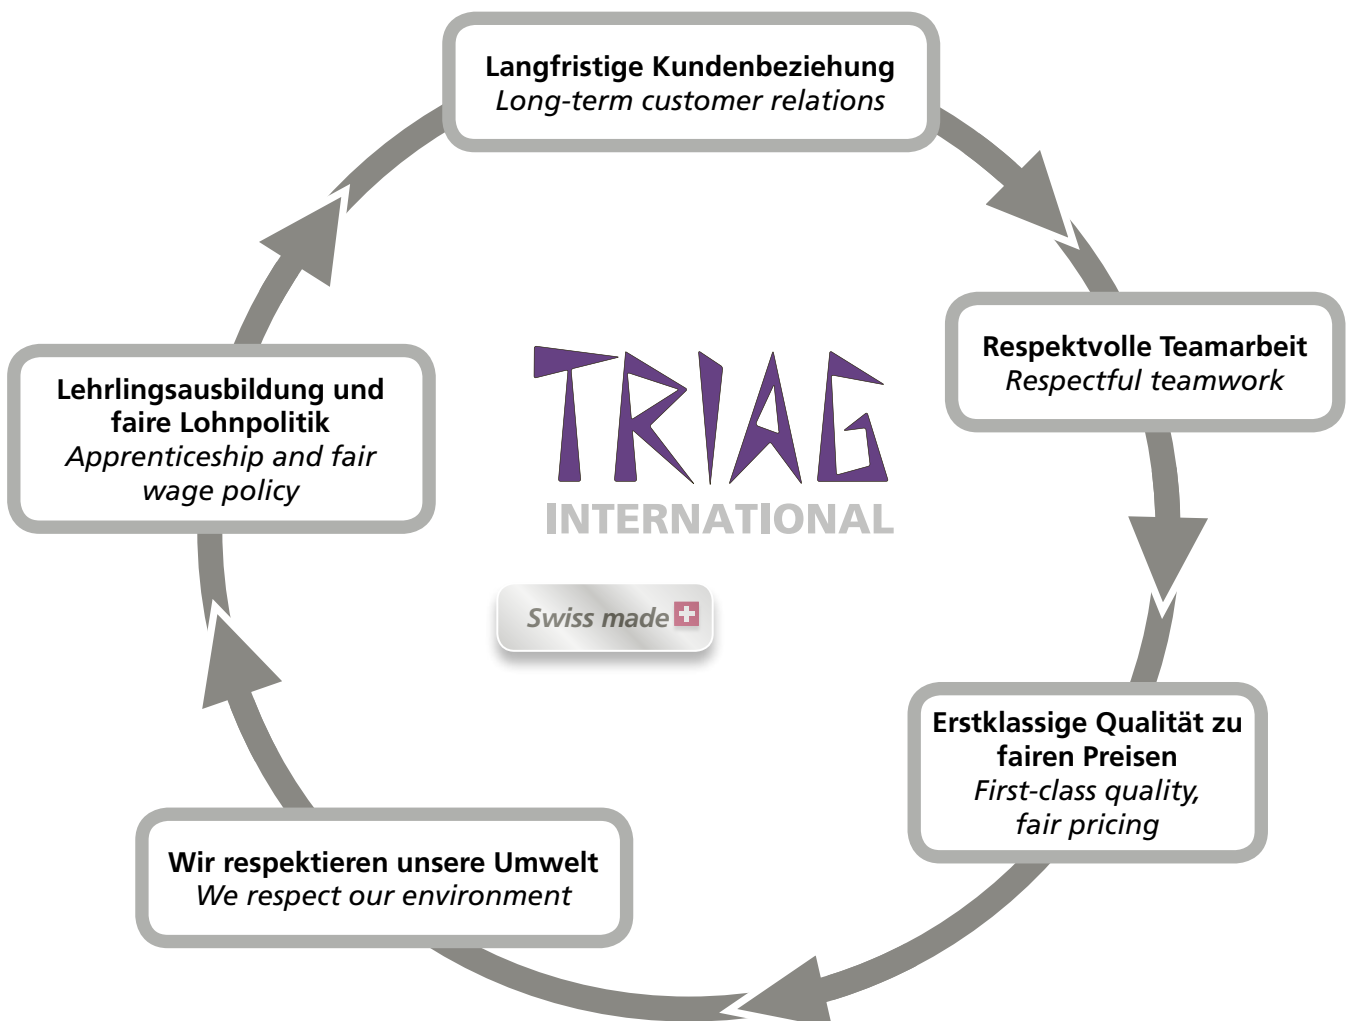 Langfristige Kundenbeziehung
Long-term customer relations
Respektvolle Teamarbeit
Respectful teamwork
Lehrlingsausbildung und
faire Lohnpolitik
Apprenticeship and fair
wage policy
TRIAG
INTERNATIONAL
Swiss made
Erstklassige Qualität zu
fairen Preisen
First-class quality,
fair pricing
Wir respektieren unsere Umwelt
We respect our environment